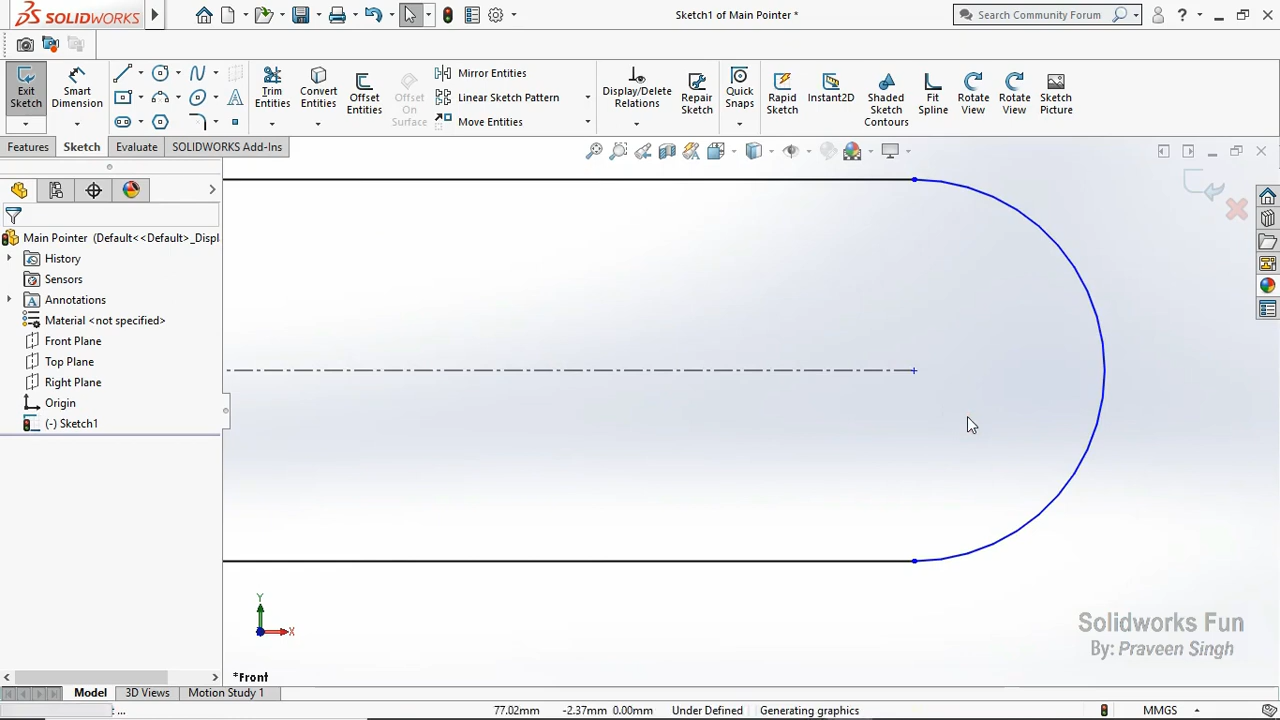 SOLIDWORKS
Sketch1 of Main Pointer *
Search Community Forum
?
Exit Sketch
Smart Dimension
Trim Entities
Convert Entities
Offset Entities
Offset On Surface
Mirror Entities
Linear Sketch Pattern
Move Entities
Display/Delete Relations
Repair Sketch
Quick Snaps
Rapid Sketch
Instant2D
Shaded Sketch Contours
Fit Spline
Rotate View
Rotate View
Sketch Picture
Features
Sketch
Evaluate
SOLIDWORKS Add-Ins
Main Pointer (Default<<Default>_Displ
History
Sensors
Annotations
Material <not specified>
Front Plane
Top Plane
Right Plane
Origin
(-) Sketch1
Y
X
*Front
Solidworks Fun
By: Praveen Singh
Model
3D Views
Motion Study 1
...
77.02mm
-2.37mm
0.00mm
Under Defined
Generating graphics
MMGS